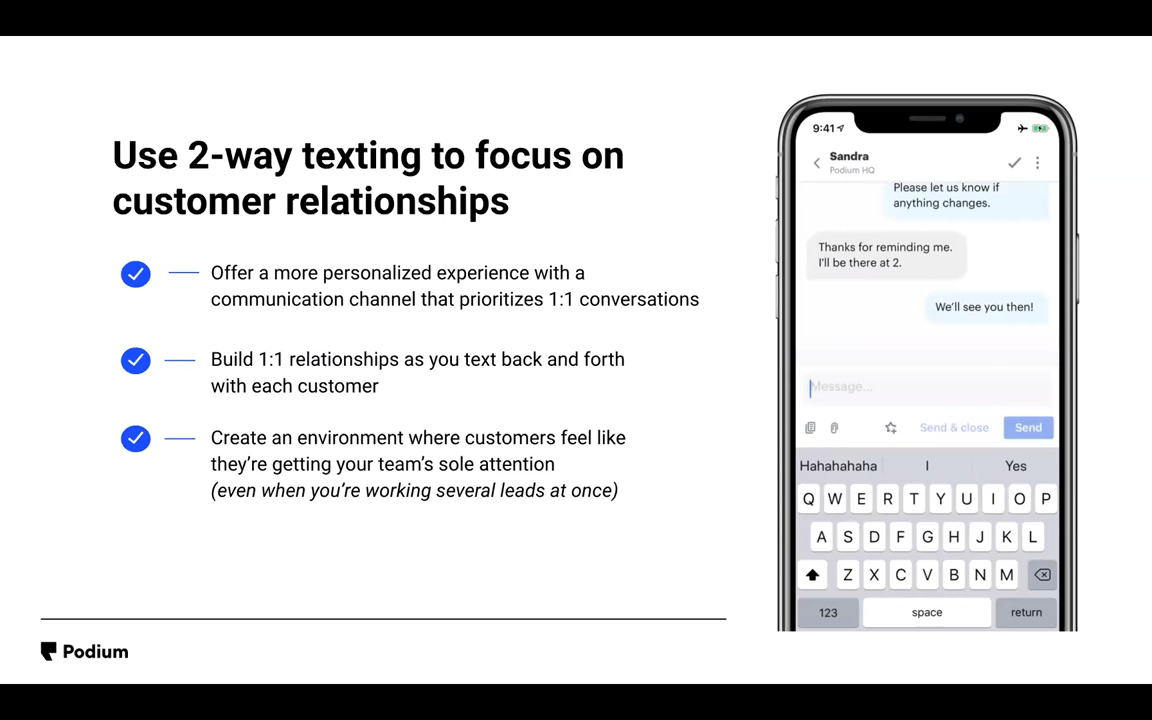 Use 2-way texting to focus on
customer relationships
Offer a more personalized experience with a
communication channel that prioritizes 1:1 conversations
Build 1:1 relationships as you text back and forth
with each customer
Create an environment where customers feel like
they’re getting your team’s sole attention
(even when you’re working several leads at once)
Podium
9:41
Sandra
Podium HQ
Please let us know if
anything changes.
Thanks for reminding me.
I'll be there at 2.
We’ll see you then!
Message...
Send & close
Send
Hahahahaha I Yes
Q W E R T Y U I O P
A S D F G H J K L
Z X C V B N M
123 space return